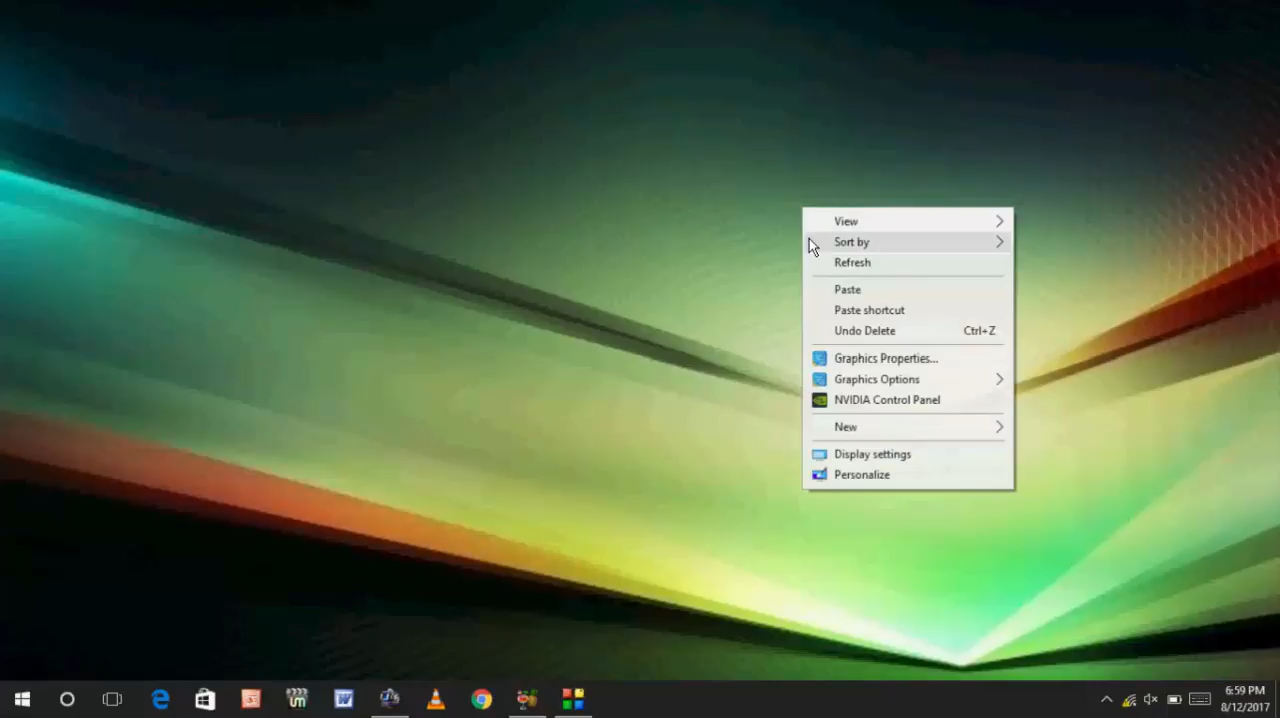 View
Sort by
Refresh
Paste
Paste shortcut
Undo Delete Ctrl+Z
Graphics Properties...
Graphics Options
NVIDIA Control Panel
New
Display settings
Personalize
6:59 PM
8/12/2017